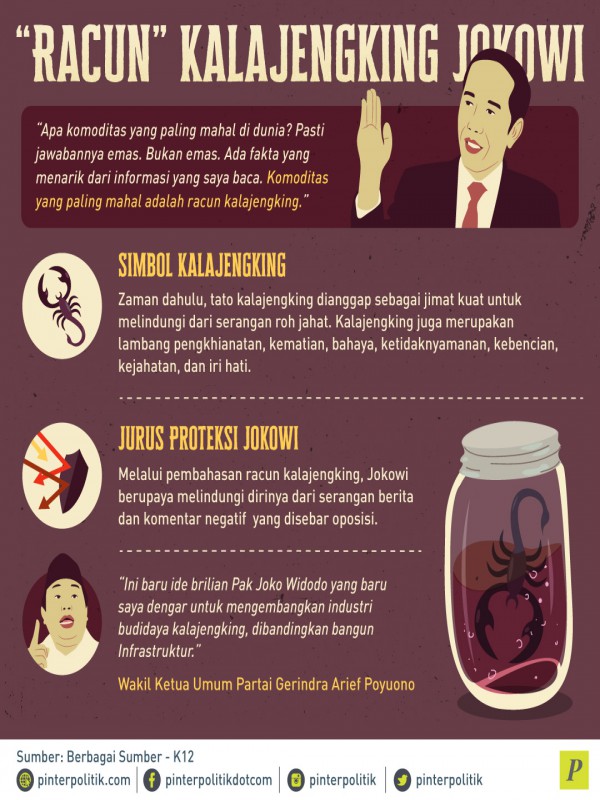 “RACUN” KALAJENGKING JOKOWI
“Apa komoditas yang paling mahal di dunia? Pasti
jawabannya emas. Bukan emas. Ada fakta yang
menarik dari informasi yang saya baca. Komoditas
yang paling mahal adalah racun kalajengking.”
SIMBOL KALAJENGKING
Zaman dahulu, tato kalajengking dianggap sebagai jimat kuat untuk
melindungi dari serangan roh jahat. Kalajengking juga merupakan
lambang pengkhianatan, kematian, bahaya, ketidaknyamanan, kebencian,
kejahatan, dan iri hati.
JURUS PROTEKSI JOKOWI
Melalui pembahasan racun kalajengking, Jokowi
berupaya melindungi dirinya dari serangan berita
dan komentar negatif yang disebar oposisi.
“Ini baru ide brilian Pak Joko Widodo yang baru
saya dengar untuk mengembangkan industri
budidaya kalajengking, dibandingkan bangun
Infrastruktur.”
Wakil Ketua Umum Partai Gerindra Arief Poyuono
Sumber: Berbagai Sumber - K12
pinterpolitik.com pinterpolitikdotcom pinterpolitik pinterpolitik
P